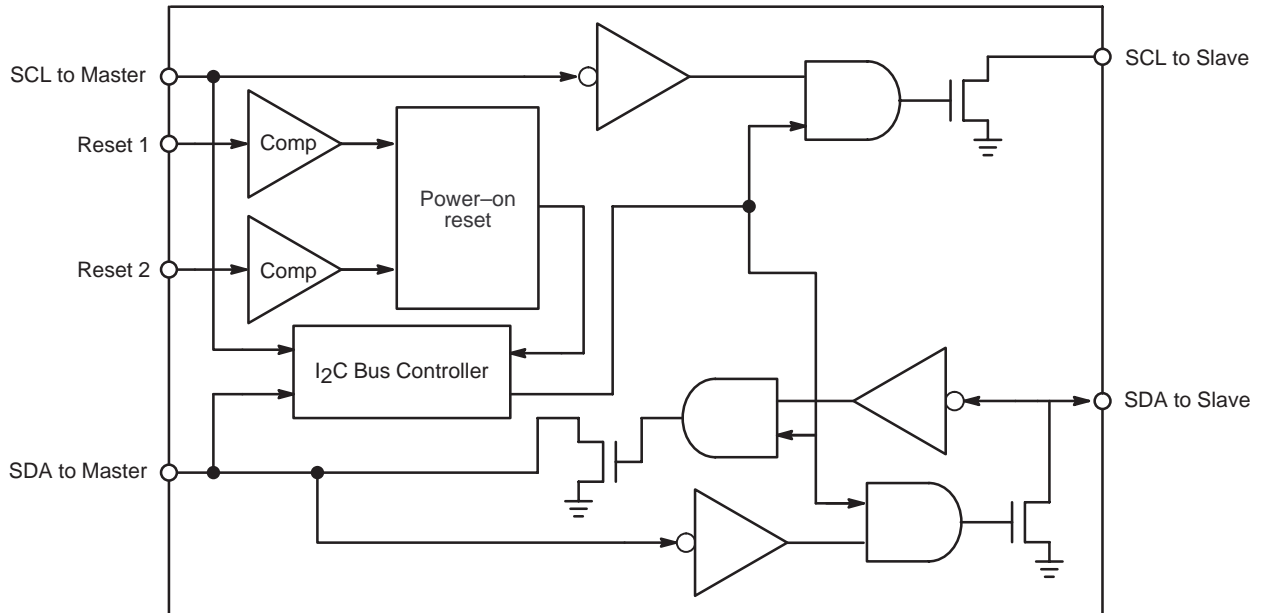 SCL to Master
SCL to Slave
Reset 1
Comp
Power–on
reset
Reset 2
Comp
I2C Bus Controller
SDA to Slave
SDA to Master